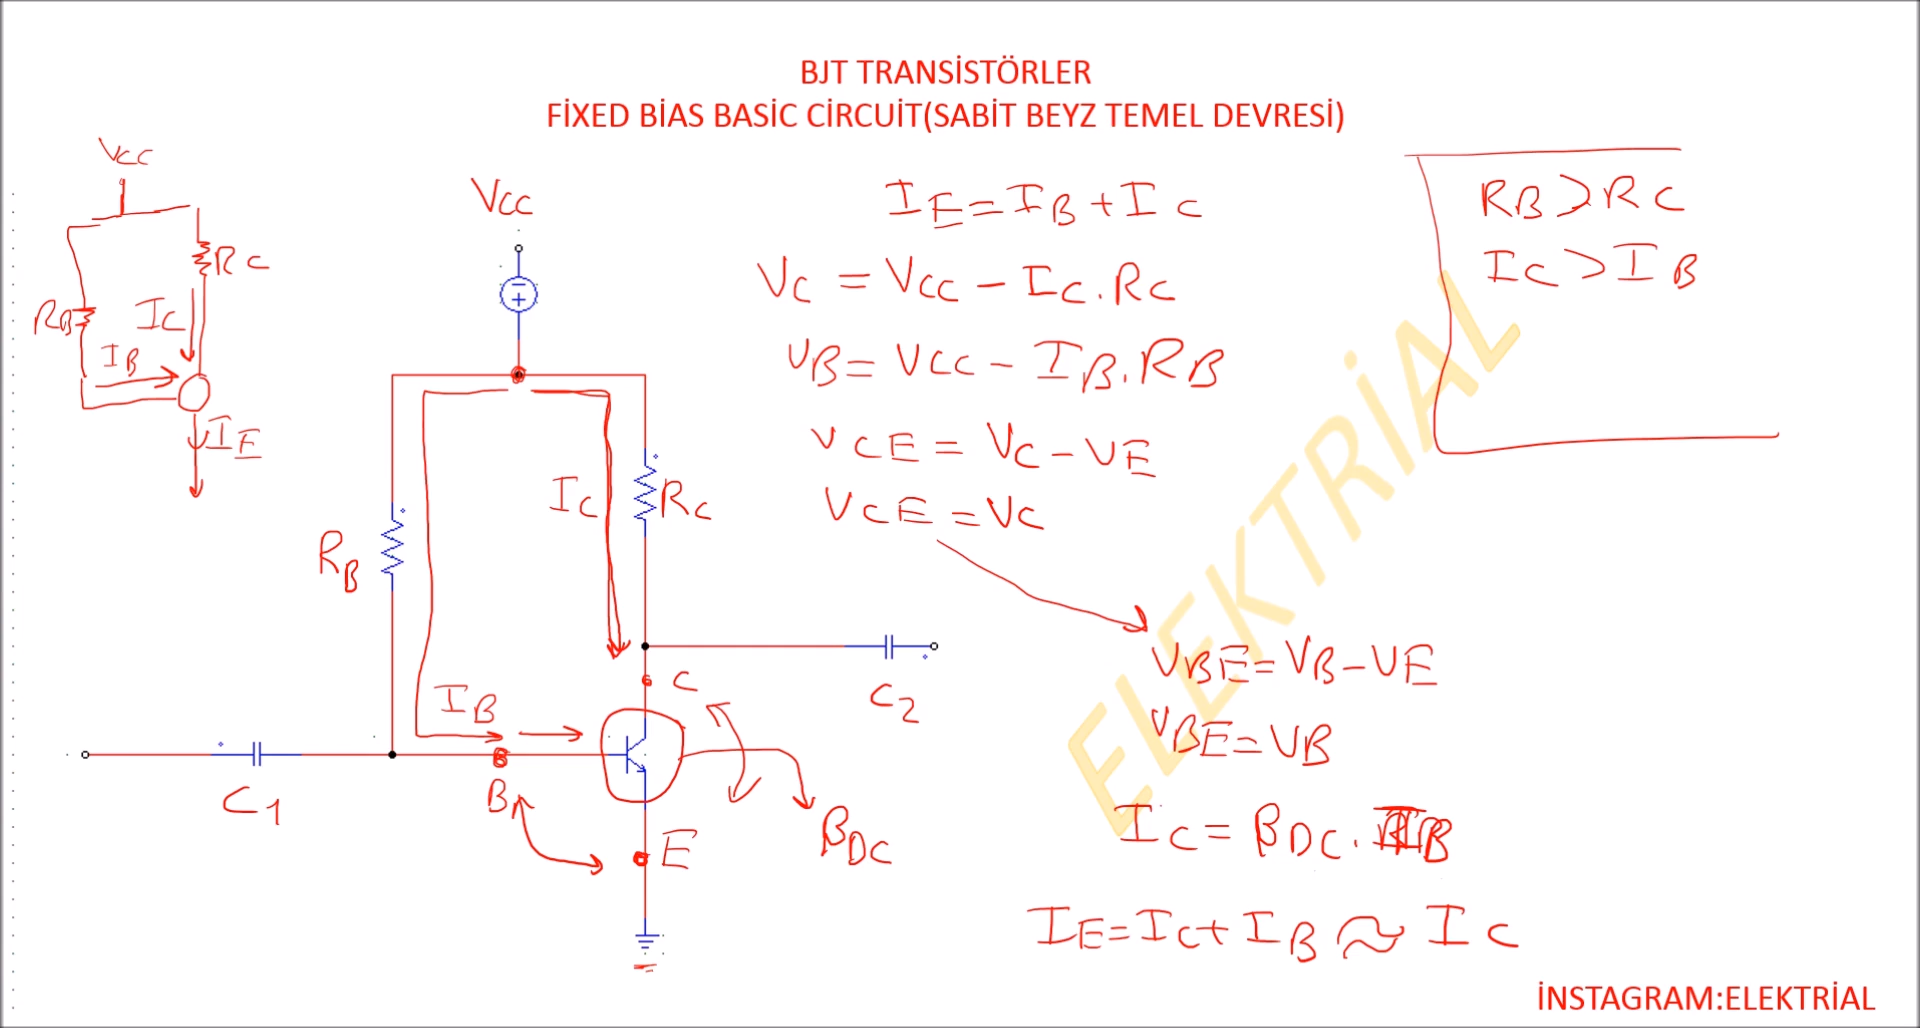 BJT TRANSİSTÖRLER
FİXED BİAS BASIC CİRCUİT(SABİT BEYZ TEMEL DEVRESİ)
VCC
RC
RB
IC
IB
IE
VCC
IC
RC
RB
IB
C
C2
C1
B
E
βDC
IE=IB+IC
VC=VCC-IC.RC
VB=VCC-IB.RB
VCE=VC-VE
VCE=VC
VBE=VB-VE
VBE=VB
IC=βDC.IB
IE=IC+IB≈IC
RB>RC
IC>IB
ELEKTRİAL
İNSTAGRAM:ELEKTRİAL